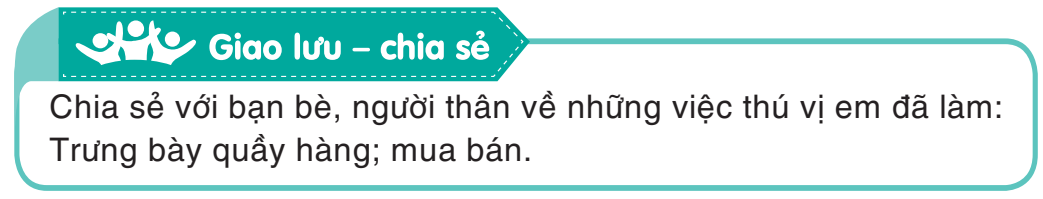 Giao lưu – chia sẻ
Chia sẻ với bạn bè, người thân về những việc thú vị em đã làm:
Trưng bày quầy hàng; mua bán.